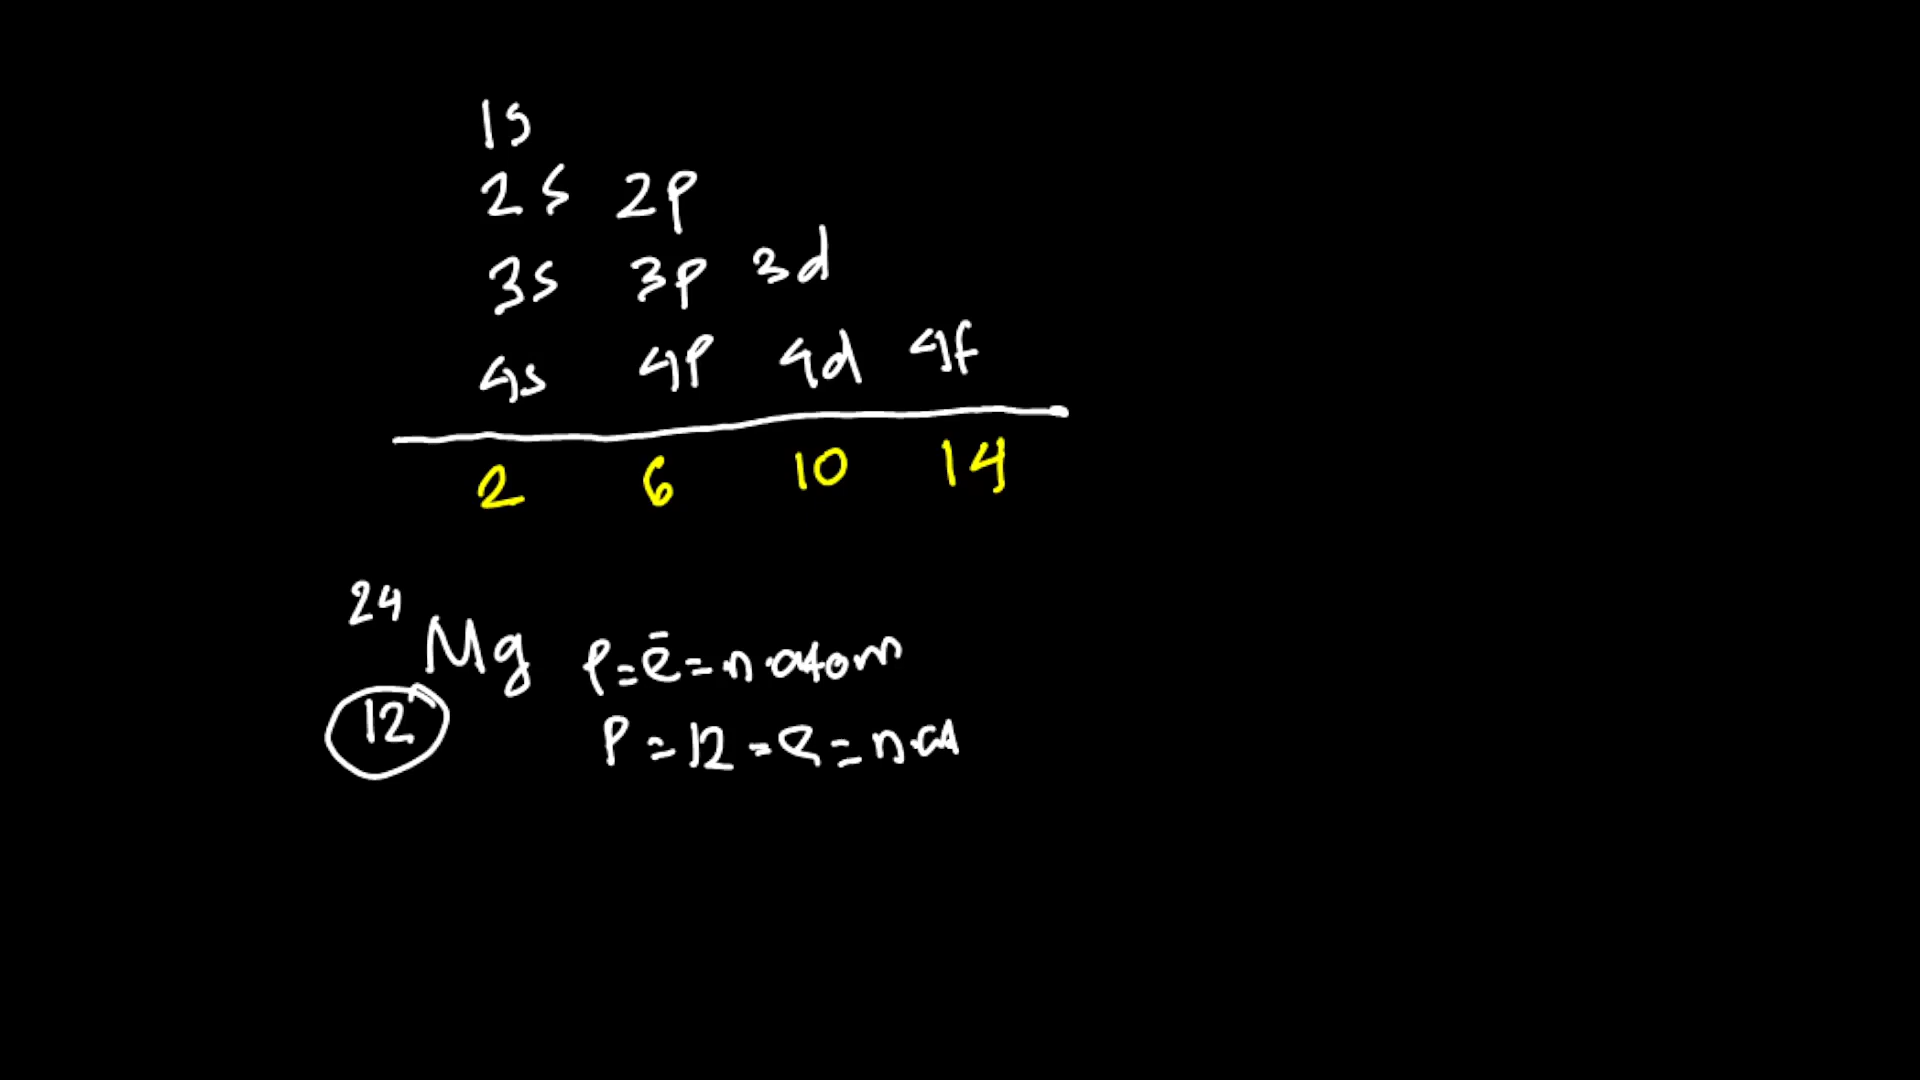 1s
2s 2p
3s 3p 3d
4s 4p 4d 4f
2 6 10 14
24
Mg p=e̅=n.atom
12 p=12=e=n.at